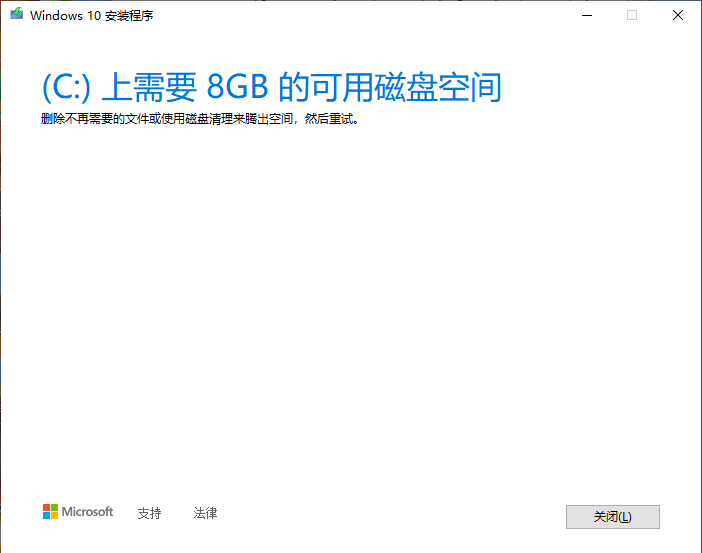 Windows 10 安装程序
(C:) 上需要 8GB 的可用磁盘空间
删除不再需要的文件或使用磁盘清理来腾出空间，然后重试。
Microsoft 支持 法律 关闭(L)